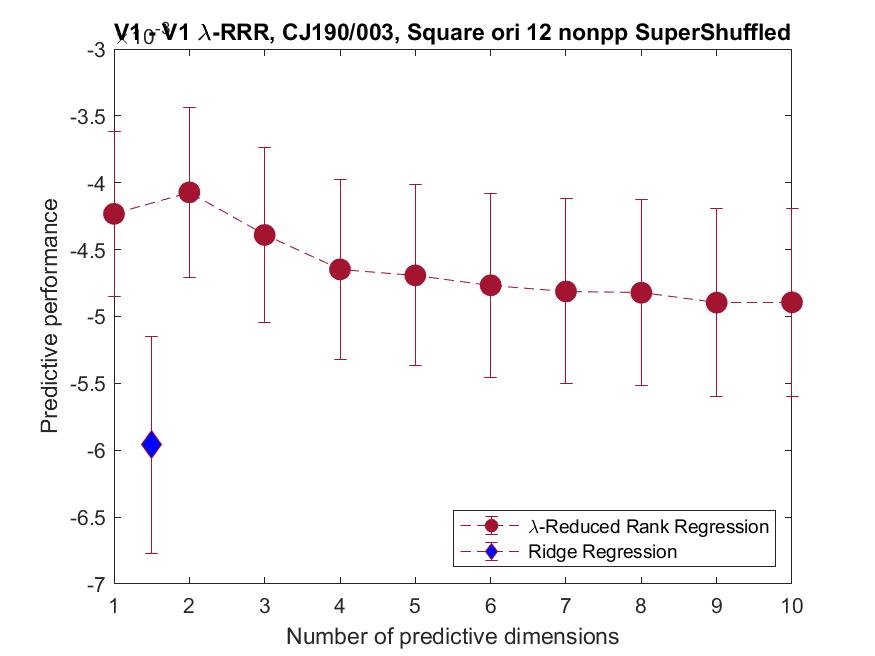 V1 - V1 λ-RRR, CJ190/003, Square ori 12 nonpp SuperShuffled
×10⁻³
-3
-3.5
-4
-4.5
-5
-5.5
-6
-6.5
-7
Predictive performance
1 2 3 4 5 6 7 8 9 10
Number of predictive dimensions
λ-Reduced Rank Regression
Ridge Regression